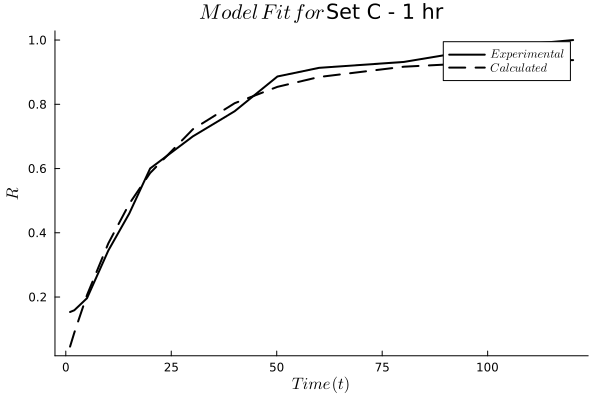 Model Fit for Set C - 1 hr
1.0
Experimental
Calculated
0.8
0.6
R
0.4
0.2
0 25 50 75 100
Time(t)